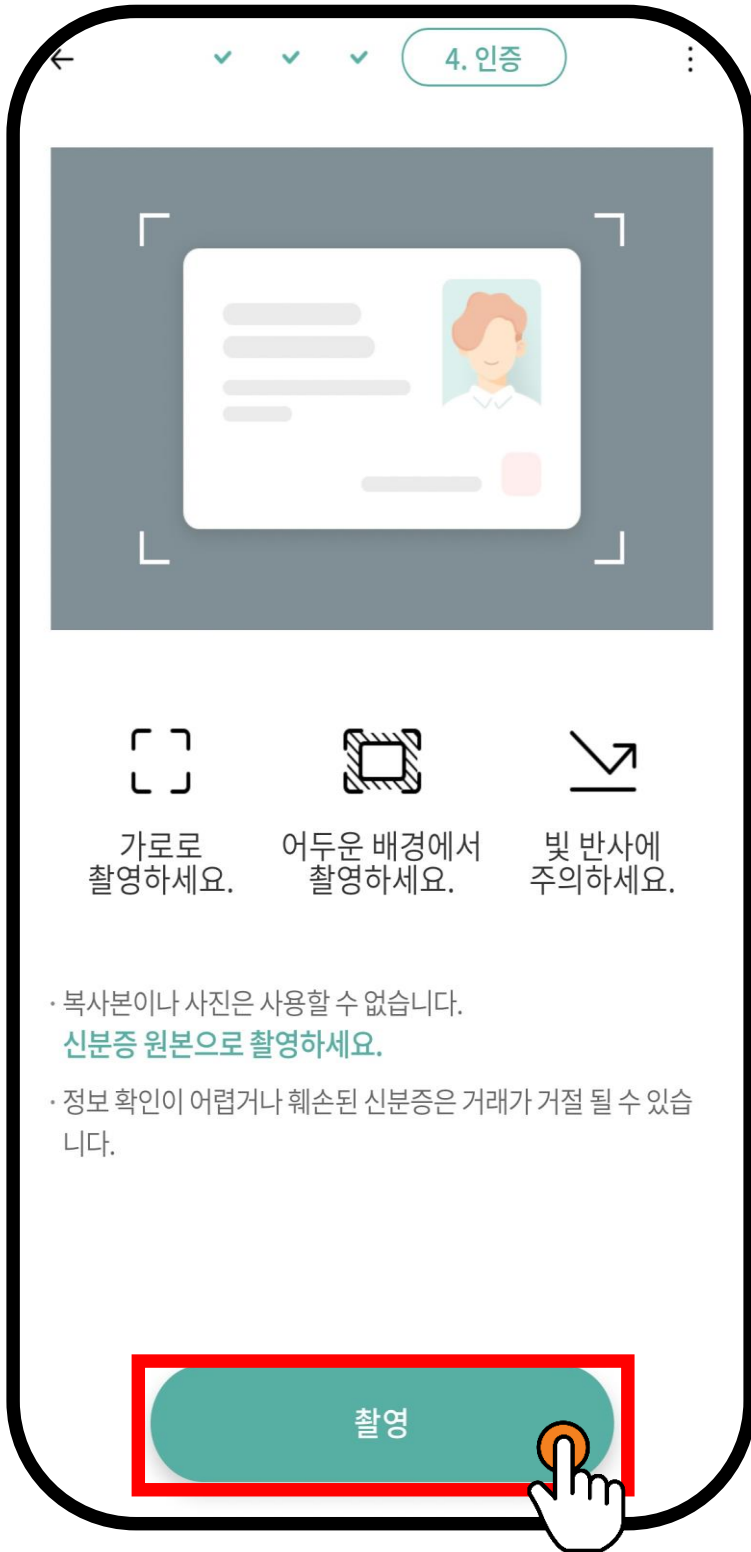 4. 인증
가로로
촬영하세요.
어두운 배경에서
촬영하세요.
빛 반사에
주의하세요.
· 복사본이나 사진은 사용할 수 없습니다.
신분증 원본으로 촬영하세요.
· 정보 확인이 어렵거나 훼손된 신분증은 거래가 거절 될 수 있습
니다.
촬영